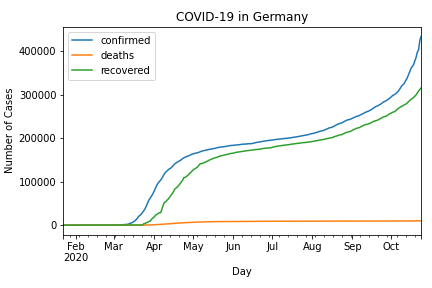 COVID-19 in Germany
confirmed
deaths
recovered
Number of Cases
400000
300000
200000
100000
0
Feb Mar Apr May Jun Jul Aug Sep Oct
2020
Day